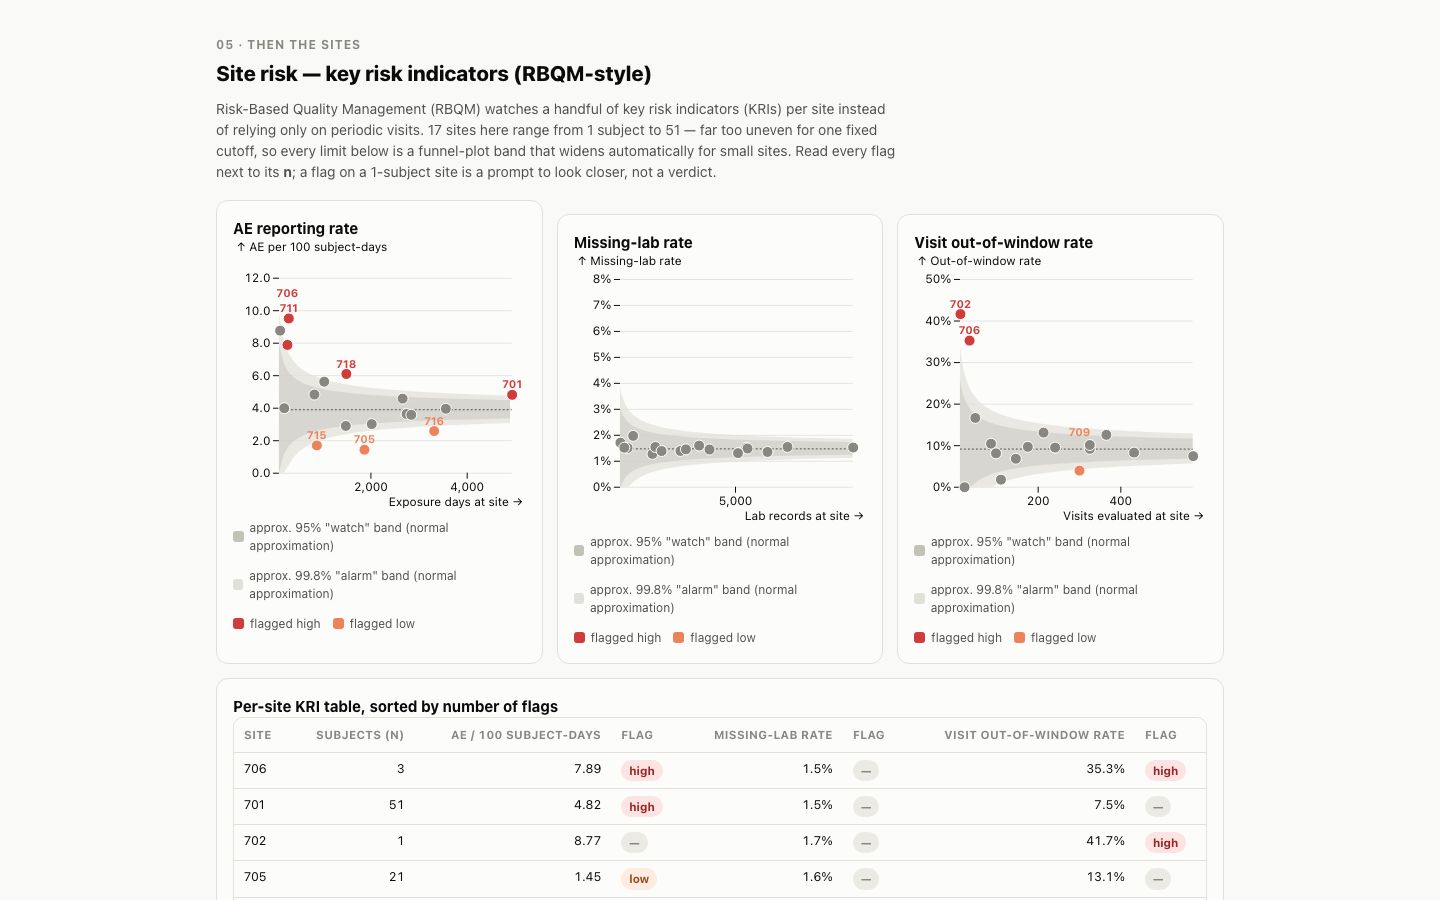 05 · THEN THE SITES
Site risk — key risk indicators (RBQM-style)
Risk-Based Quality Management (RBQM) watches a handful of key risk indicators (KRIs) per site instead
of relying only on periodic visits. 17 sites here range from 1 subject to 51 — far too uneven for one fixed
cutoff, so every limit below is a funnel-plot band that widens automatically for small sites. Read every flag
next to its n; a flag on a 1-subject site is a prompt to look closer, not a verdict.
AE reporting rate
↑ AE per 100 subject-days
12.0
10.0
8.0
6.0
4.0
2.0
0.0
706
711
718
701
715
705
716
2,000
4,000
Exposure days at site →
approx. 95% "watch" band (normal
approximation)
approx. 99.8% "alarm" band (normal
approximation)
flagged high
flagged low
Missing-lab rate
↑ Missing-lab rate
8%
7%
6%
5%
4%
3%
2%
1%
0%
5,000
Lab records at site →
approx. 95% "watch" band (normal
approximation)
approx. 99.8% "alarm" band (normal
approximation)
flagged high
flagged low
Visit out-of-window rate
↑ Out-of-window rate
50%
40%
30%
20%
10%
0%
702
706
709
200
400
Visits evaluated at site →
approx. 95% "watch" band (normal
approximation)
approx. 99.8% "alarm" band (normal
approximation)
flagged high
flagged low
Per-site KRI table, sorted by number of flags
SITE SUBJECTS (N) AE / 100 SUBJECT-DAYS FLAG MISSING-LAB RATE FLAG VISIT OUT-OF-WINDOW RATE FLAG
706 3 7.89 high 1.5% — 35.3% high
701 51 4.82 high 1.5% — 7.5% —
702 1 8.77 — 1.7% — 41.7% high
705 21 1.45 low 1.6% — 13.1% —